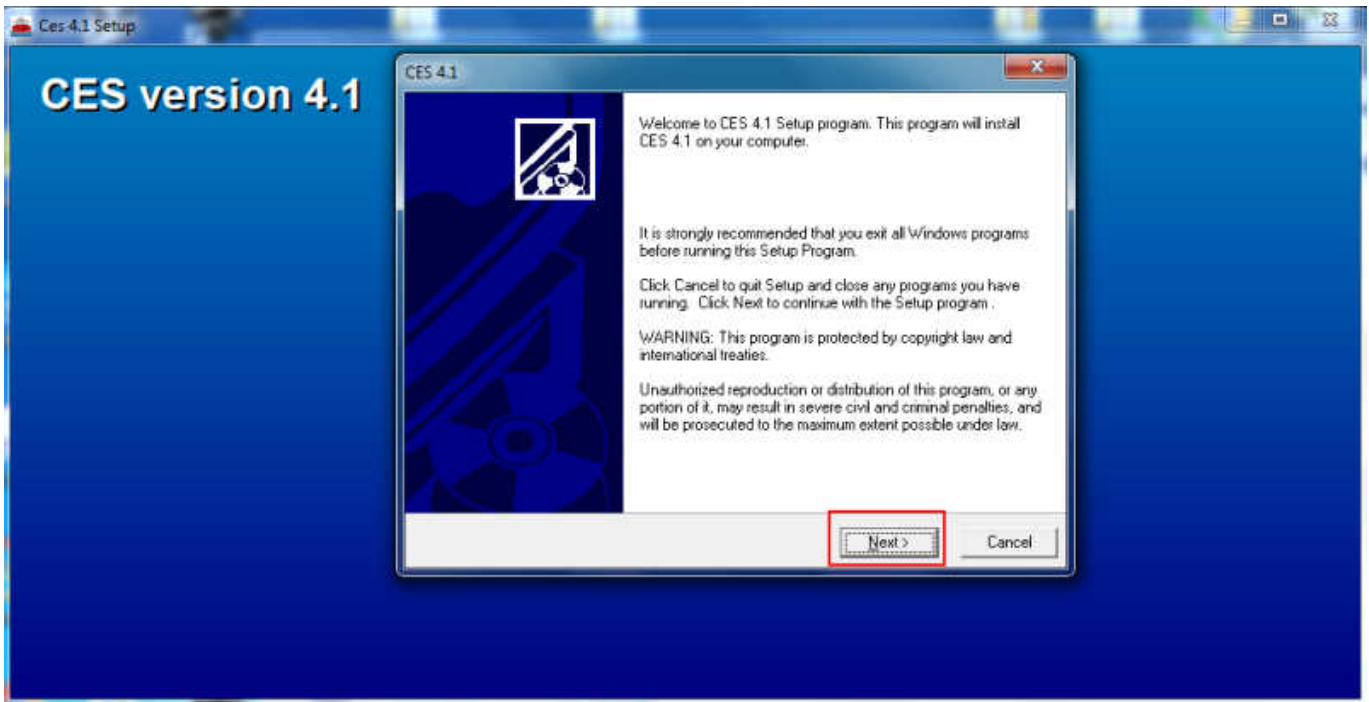 Ces 4.1 Setup
CES version 4.1
CES 4.1
Welcome to CES 4.1 Setup program. This program will install
CES 4.1 on your computer.
It is strongly recommended that you exit all Windows programs
before running this Setup Program.
Click Cancel to quit Setup and close any programs you have
running. Click Next to continue with the Setup program .
WARNING: This program is protected by copyright law and
international treaties.
Unauthorized reproduction or distribution of this program, or any
portion of it, may result in severe civil and criminal penalties, and
will be prosecuted to the maximum extent possible under law.
Next >
Cancel